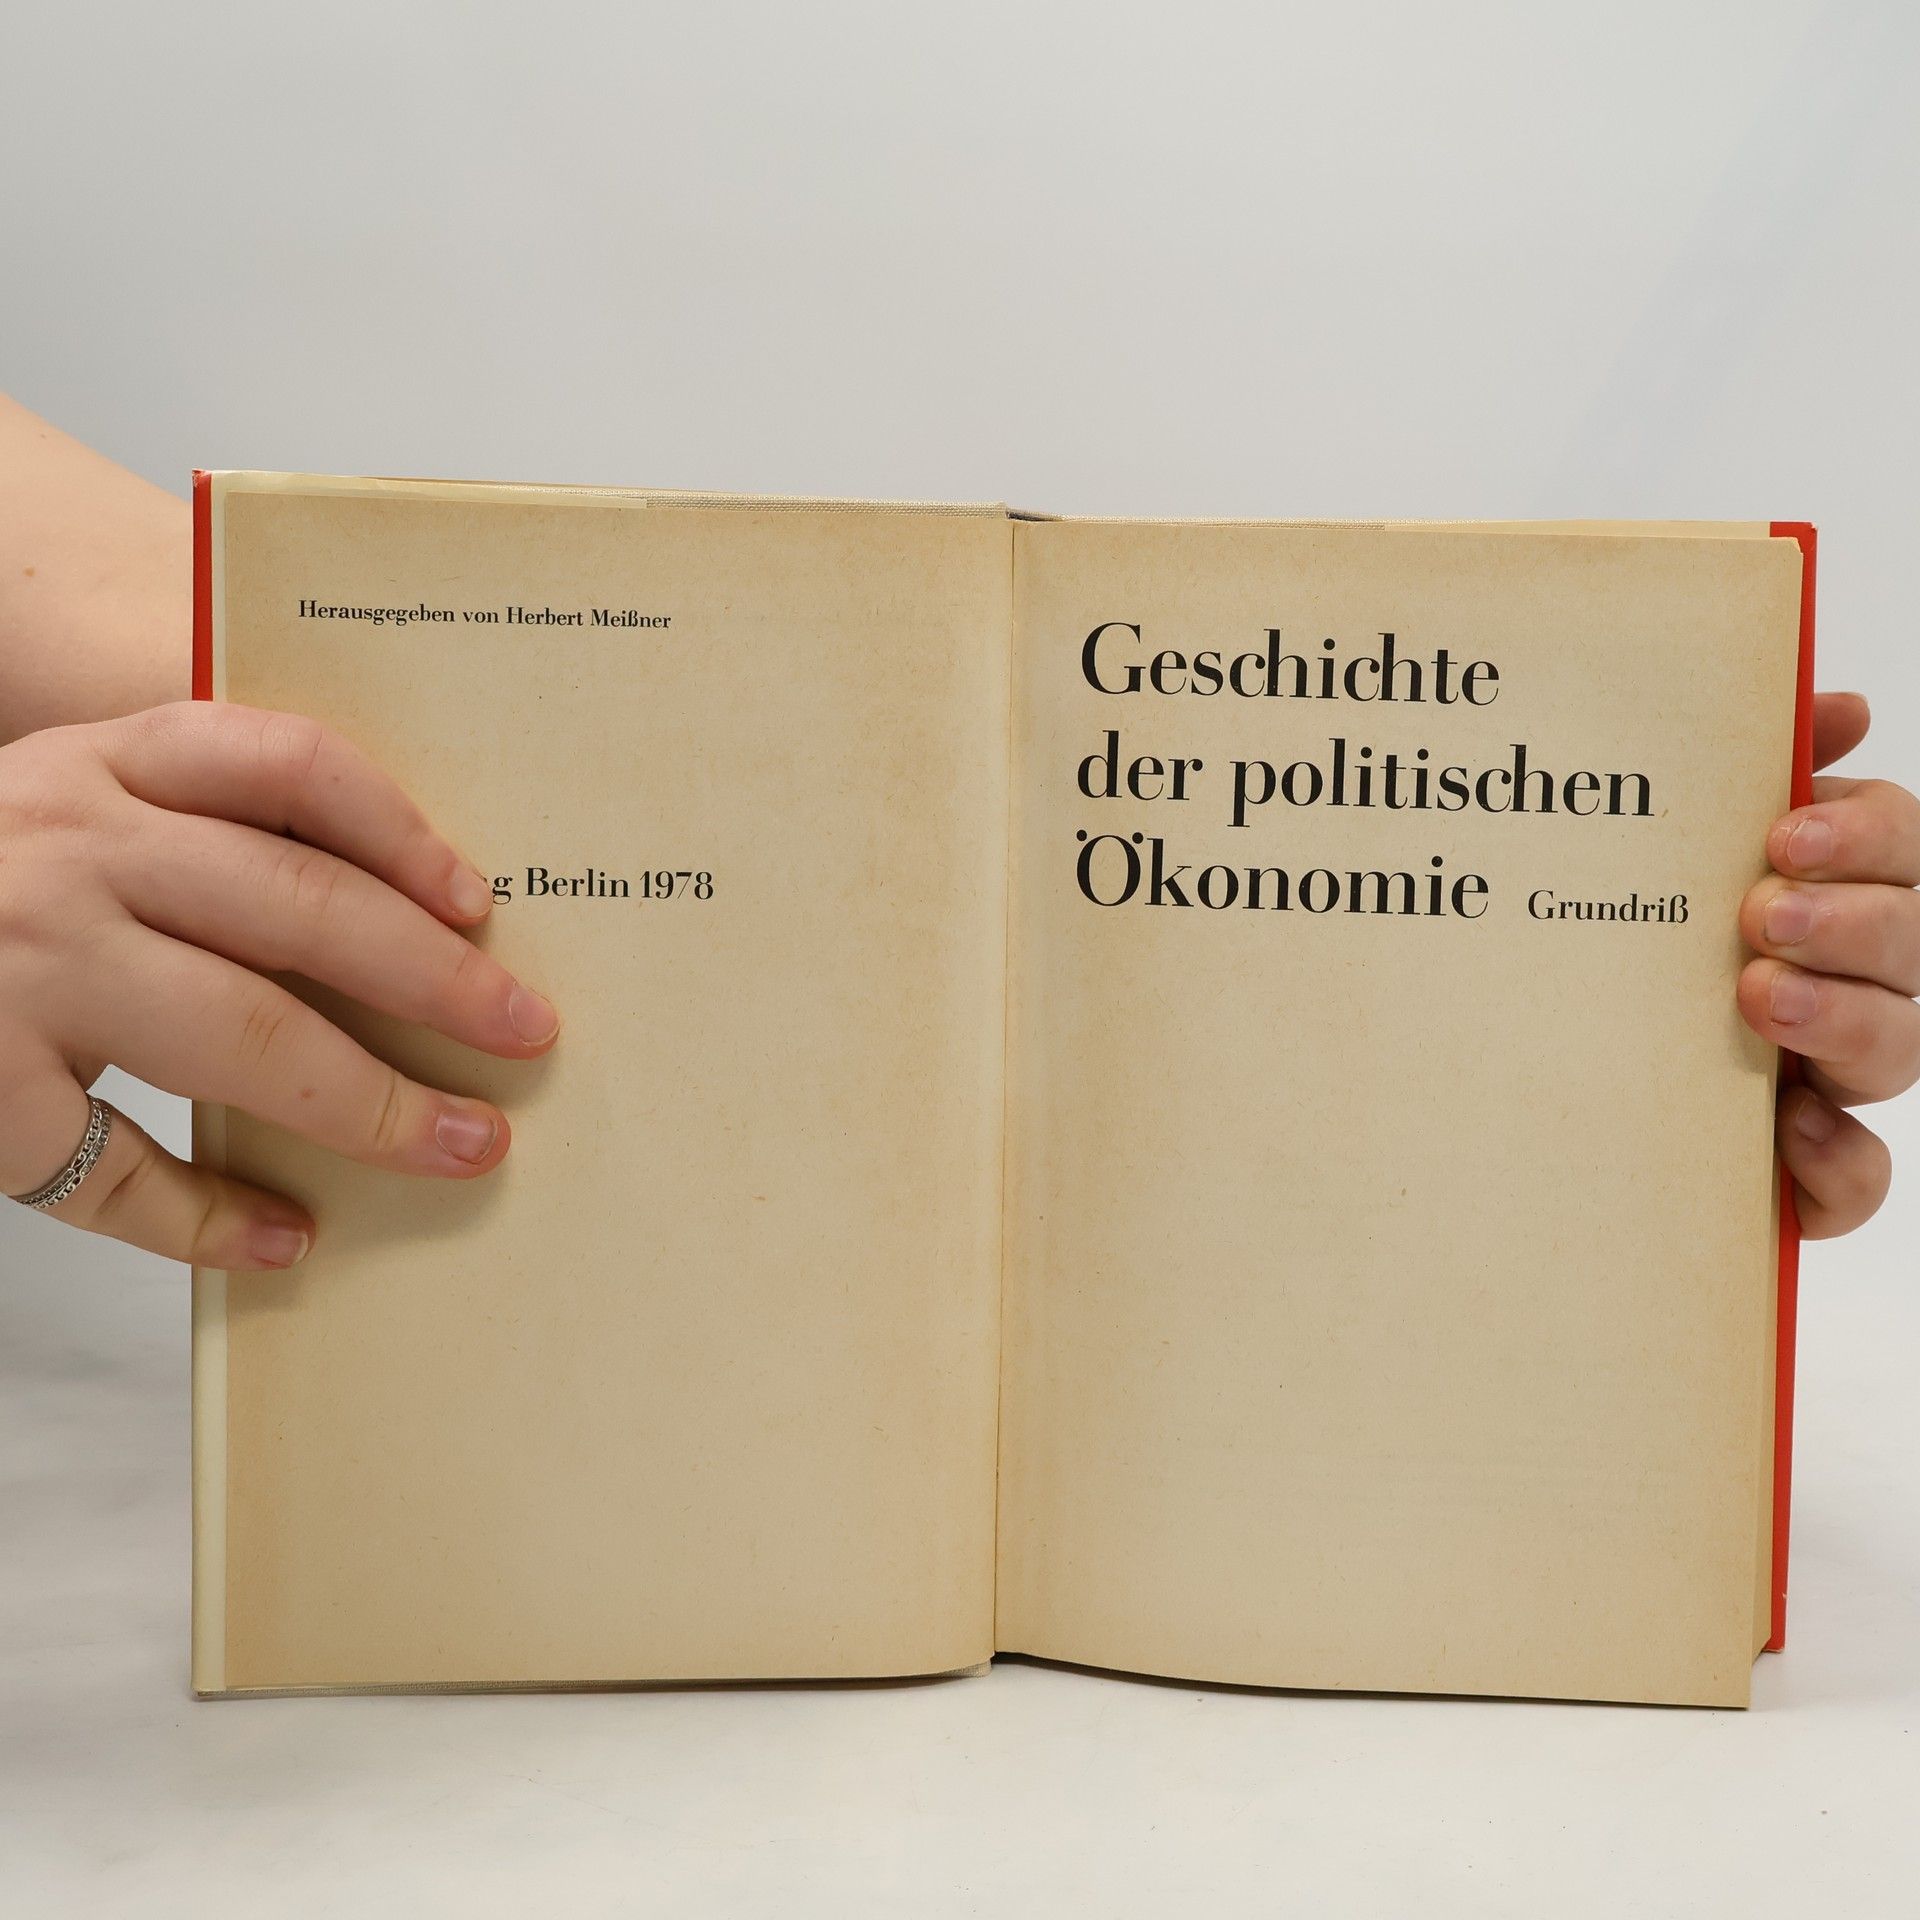 Herausgegeben von Herbert Meißner
Berlin 1978
Geschichte
der politischen
Ökonomie Grundriß